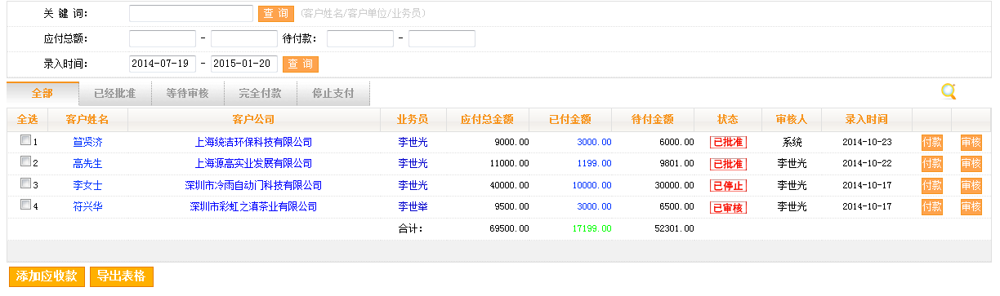 关 键 词： 查 询 (客户姓名/客户单位/业务员)
应付总额： - 待付款： -
录入时间： 2014-07-19 - 2015-01-20 查 询
全部 已经批准 等待审核 完全付款 停止支付
全选 客户姓名 客户公司 业务员 应付总金额 已付金额 待付金额 状态 审核人 录入时间
1 笪贤济 上海统洁环保科技有限公司 李世光 9000.00 3000.00 6000.00 已批准 系统 2014-10-23 付款 审核
2 高先生 上海源高实业发展有限公司 李世光 11000.00 1199.00 9801.00 已批准 李世光 2014-10-22 付款 审核
3 李女士 深圳市冷雨自动门科技有限公司 李世光 40000.00 10000.00 30000.00 已停止 李世光 2014-10-17 付款 审核
4 符兴华 深圳市彩虹之滇茶业有限公司 李世举 9500.00 3000.00 6500.00 已审核 李世光 2014-10-17 付款 审核
合计： 69500.00 17199.00 52301.00
添加应收款 导出表格